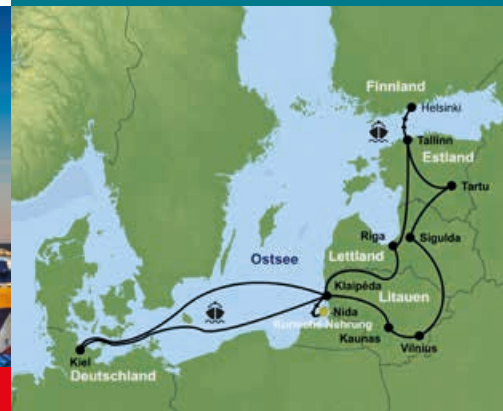 Finnland
Helsinki
Tallinn
Estland
Tartu
Riga
Sigulda
Ostsee
Lettland
Klaipėda
Litauen
Nida
Kurische Nehrung
Kaunas
Vilnius
Kiel
Deutschland